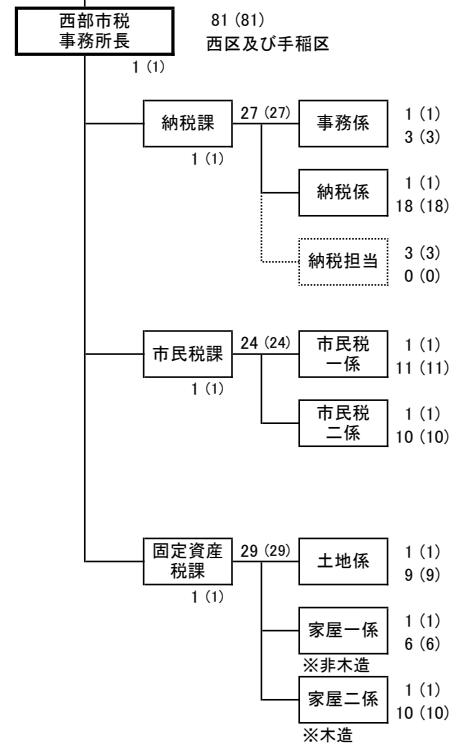 西部市税
事務所長
81 (81)
西区及び手稲区
1 (1)
納税課
27 (27)
1 (1)
事務係
1 (1)
3 (3)
納税係
1 (1)
18 (18)
納税担当
3 (3)
0 (0)
市民税課
24 (24)
1 (1)
市民税
一係
1 (1)
11 (11)
市民税
二係
1 (1)
10 (10)
固定資産
税課
29 (29)
1 (1)
土地係
1 (1)
9 (9)
家屋一係
1 (1)
6 (6)
※非木造
家屋二係
1 (1)
10 (10)
※木造